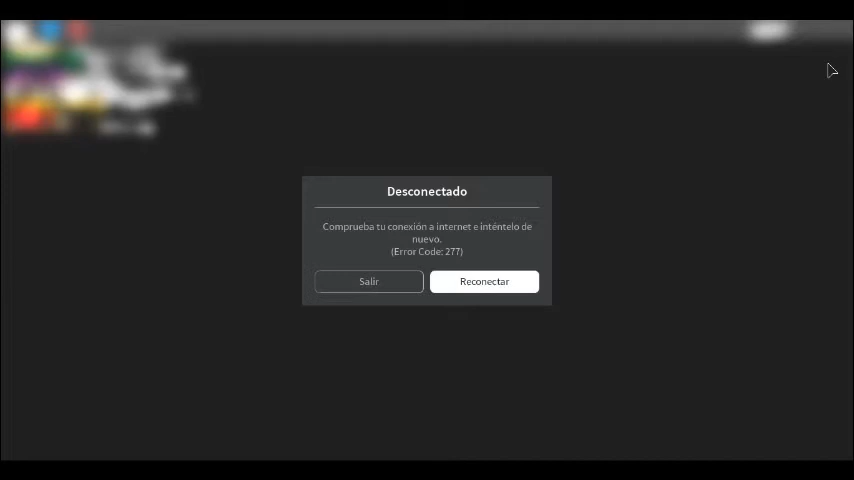 Desconectado
Comprueba tu conexión a internet e inténtelo de
nuevo.
(Error Code: 277)
Salir
Reconectar